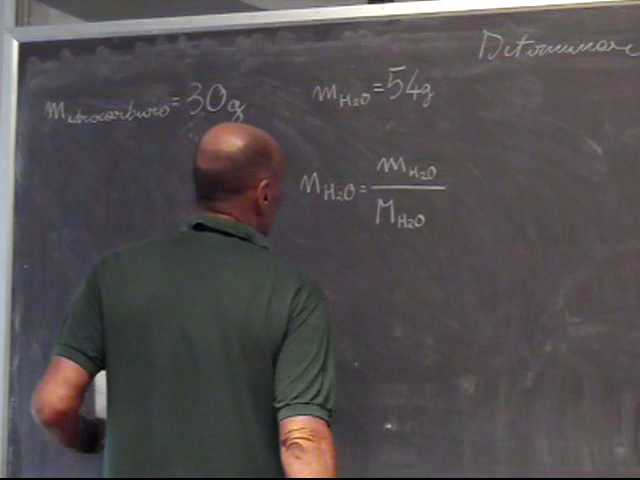 Determinare
m idrocarburo = 30g
m H₂O = 54g
n H₂O = m H₂O / M H₂O